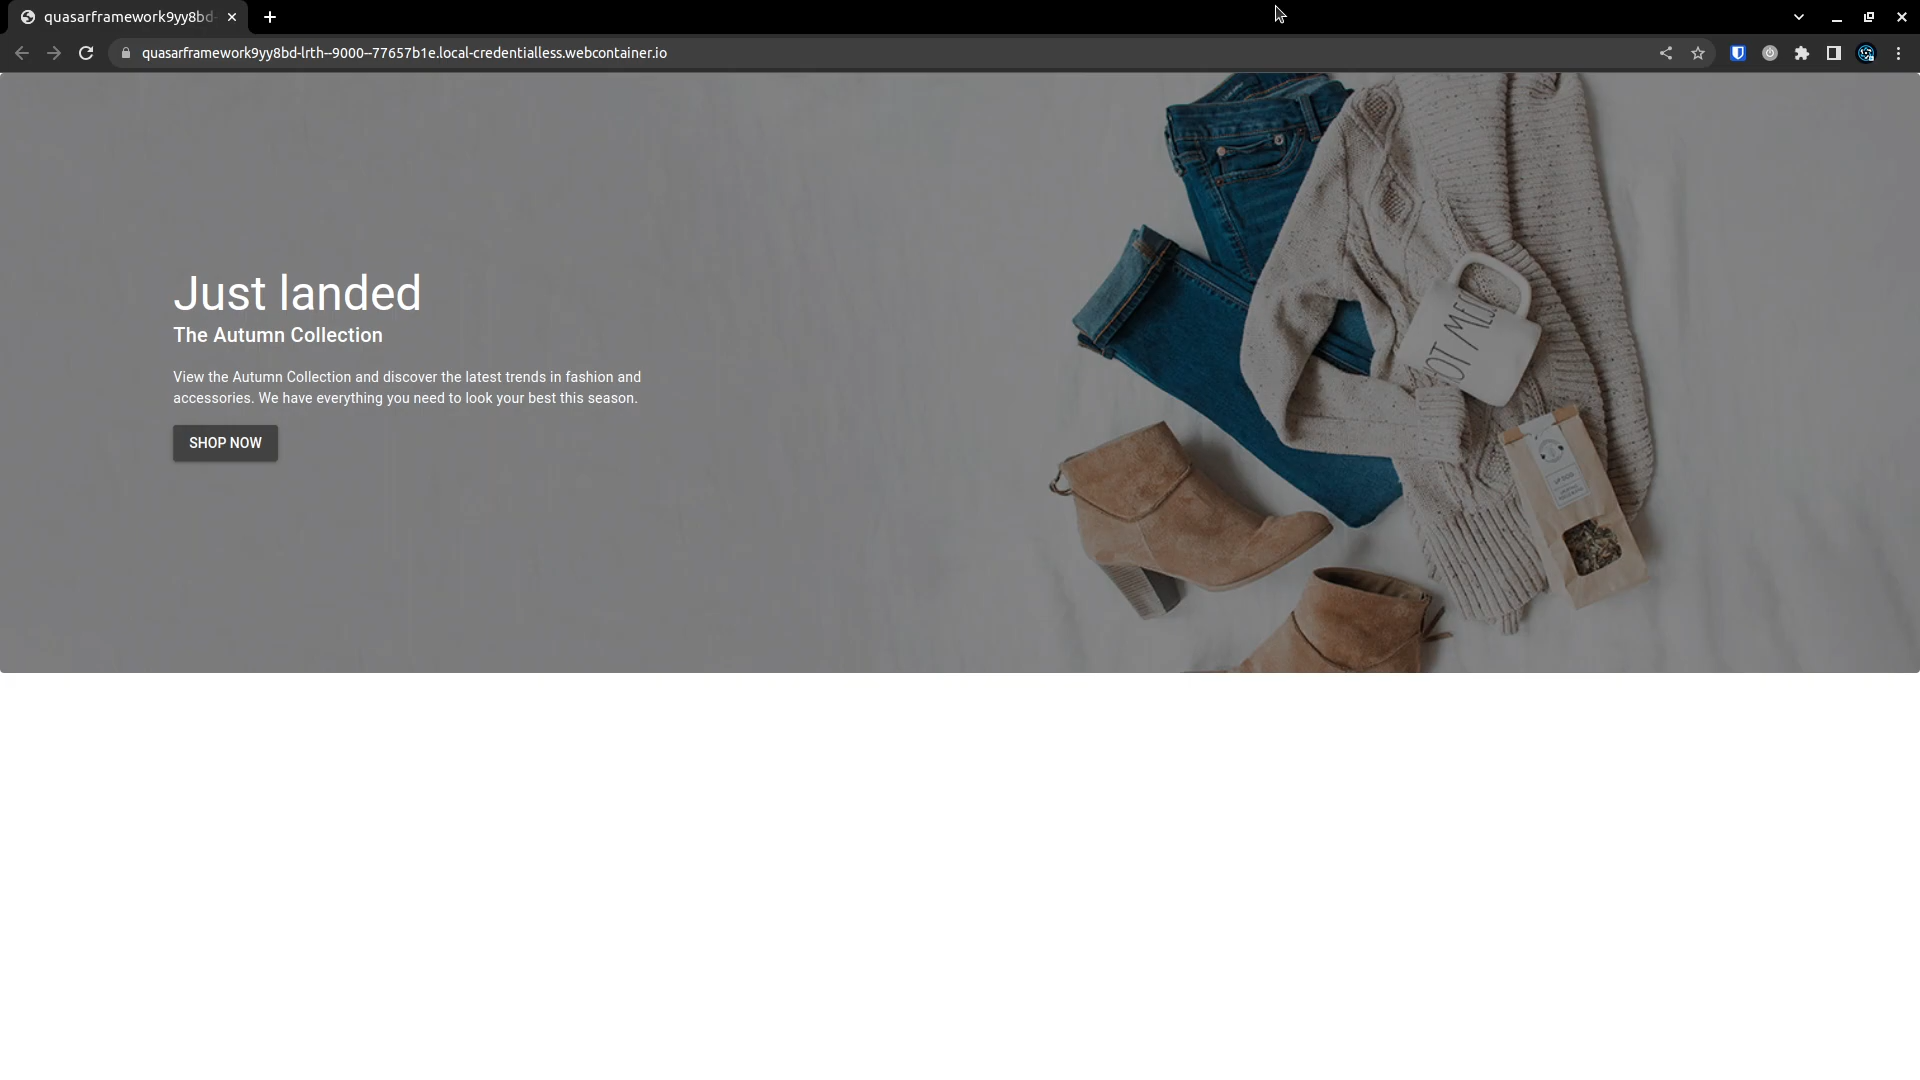 quasarframework9yy8bd-
quasarframework9yy8bd-lrth--9000--77657b1e.local-credentialless.webcontainer.io
Just landed
The Autumn Collection
View the Autumn Collection and discover the latest trends in fashion and
accessories. We have everything you need to look your best this season.
SHOP NOW